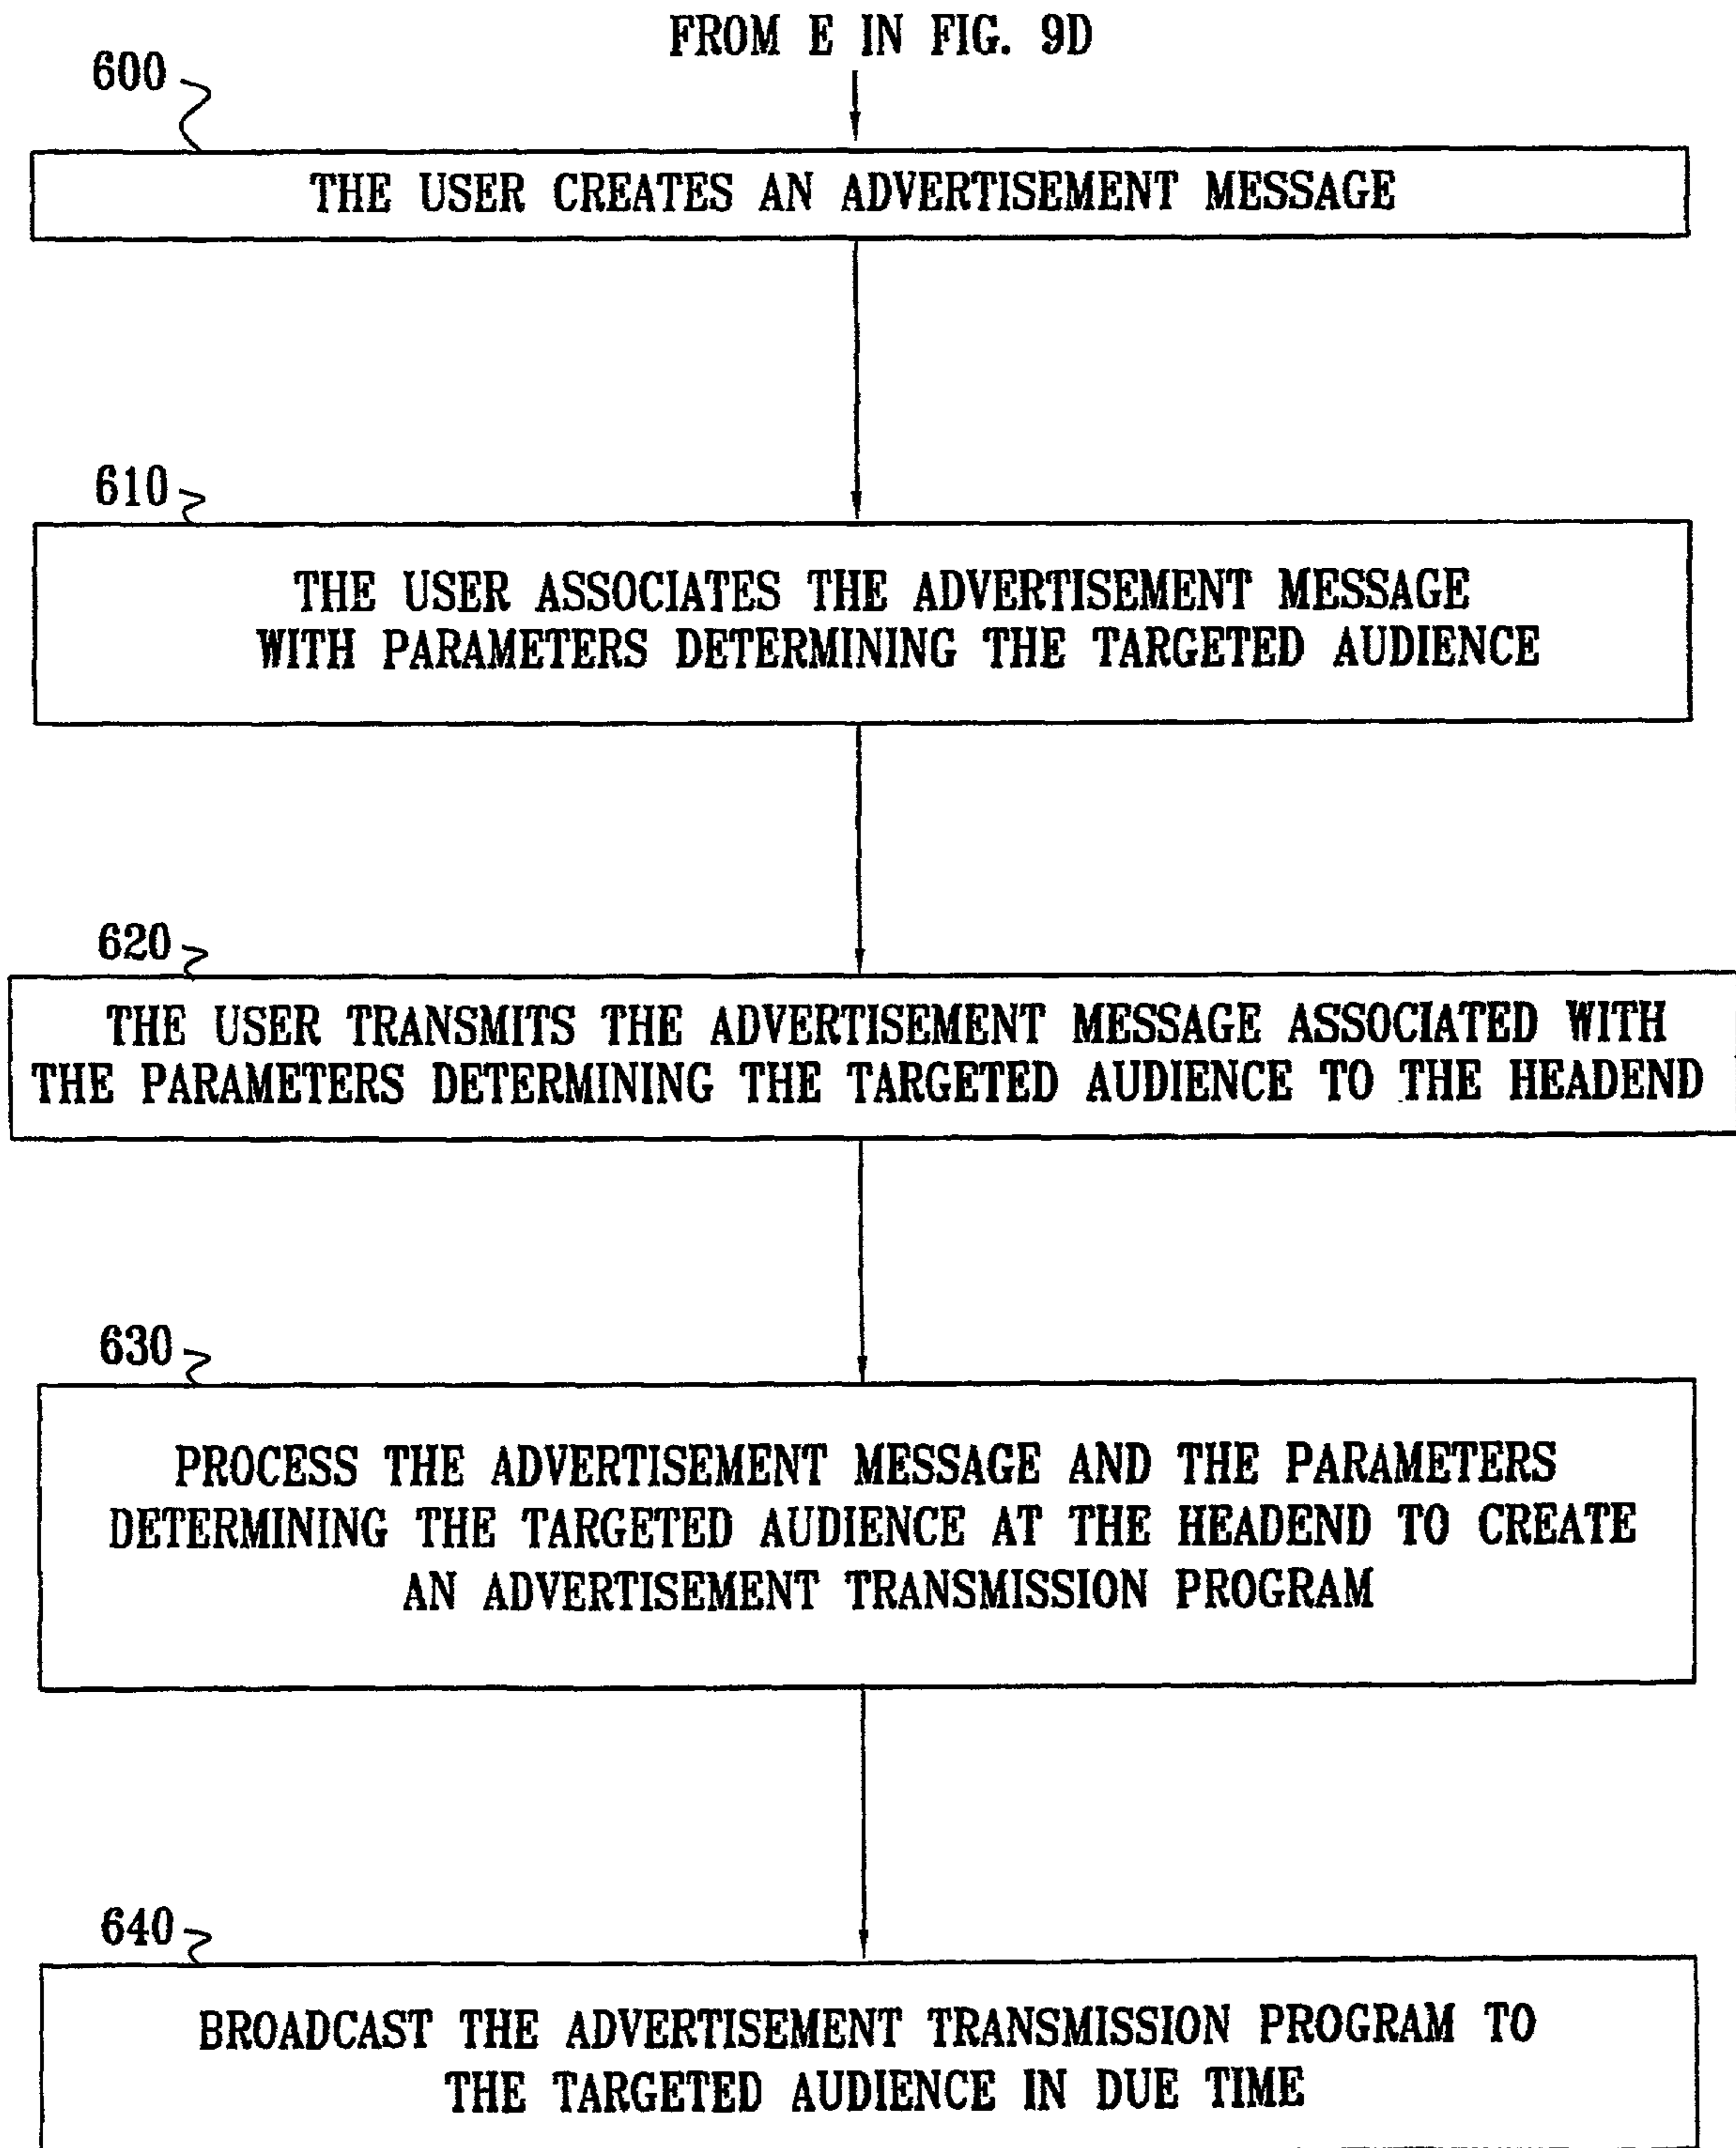 FROM E IN FIG. 9D
600
THE USER CREATES AN ADVERTISEMENT MESSAGE
610
THE USER ASSOCIATES THE ADVERTISEMENT MESSAGE
WITH PARAMETERS DETERMINING THE TARGETED AUDIENCE
620
THE USER TRANSMITS THE ADVERTISEMENT MESSAGE ASSOCIATED WITH
THE PARAMETERS DETERMINING THE TARGETED AUDIENCE TO THE HEADEND
630
PROCESS THE ADVERTISEMENT MESSAGE AND THE PARAMETERS
DETERMINING THE TARGETED AUDIENCE AT THE HEADEND TO CREATE
AN ADVERTISEMENT TRANSMISSION PROGRAM
640
BROADCAST THE ADVERTISEMENT TRANSMISSION PROGRAM TO
THE TARGETED AUDIENCE IN DUE TIME